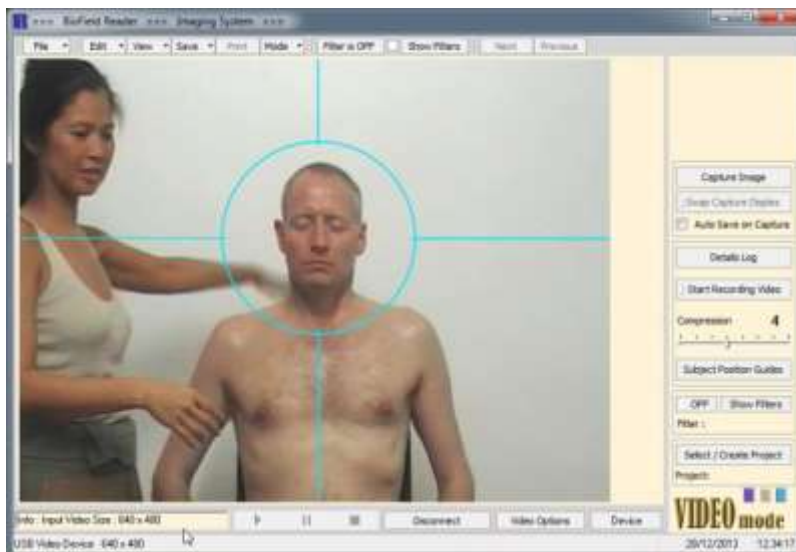 >>> BioField Reader >>> Imaging System >>>
File Edit View Save Print Mode Filter is OFF Show Filters Next Previous
Capture Image
Swap Capture Display
Auto Save on Capture
Details Log
Start Recording Video
Compression 4
Subject Position Guides
OFF Show Filters
Filter :
Select / Create Project
Project:
VIDEO mode
Info : Input Video Size : 640 x 480
Disconnect Video Options Device
USB Video Device 640 x 480
20/12/2013 12:34:17